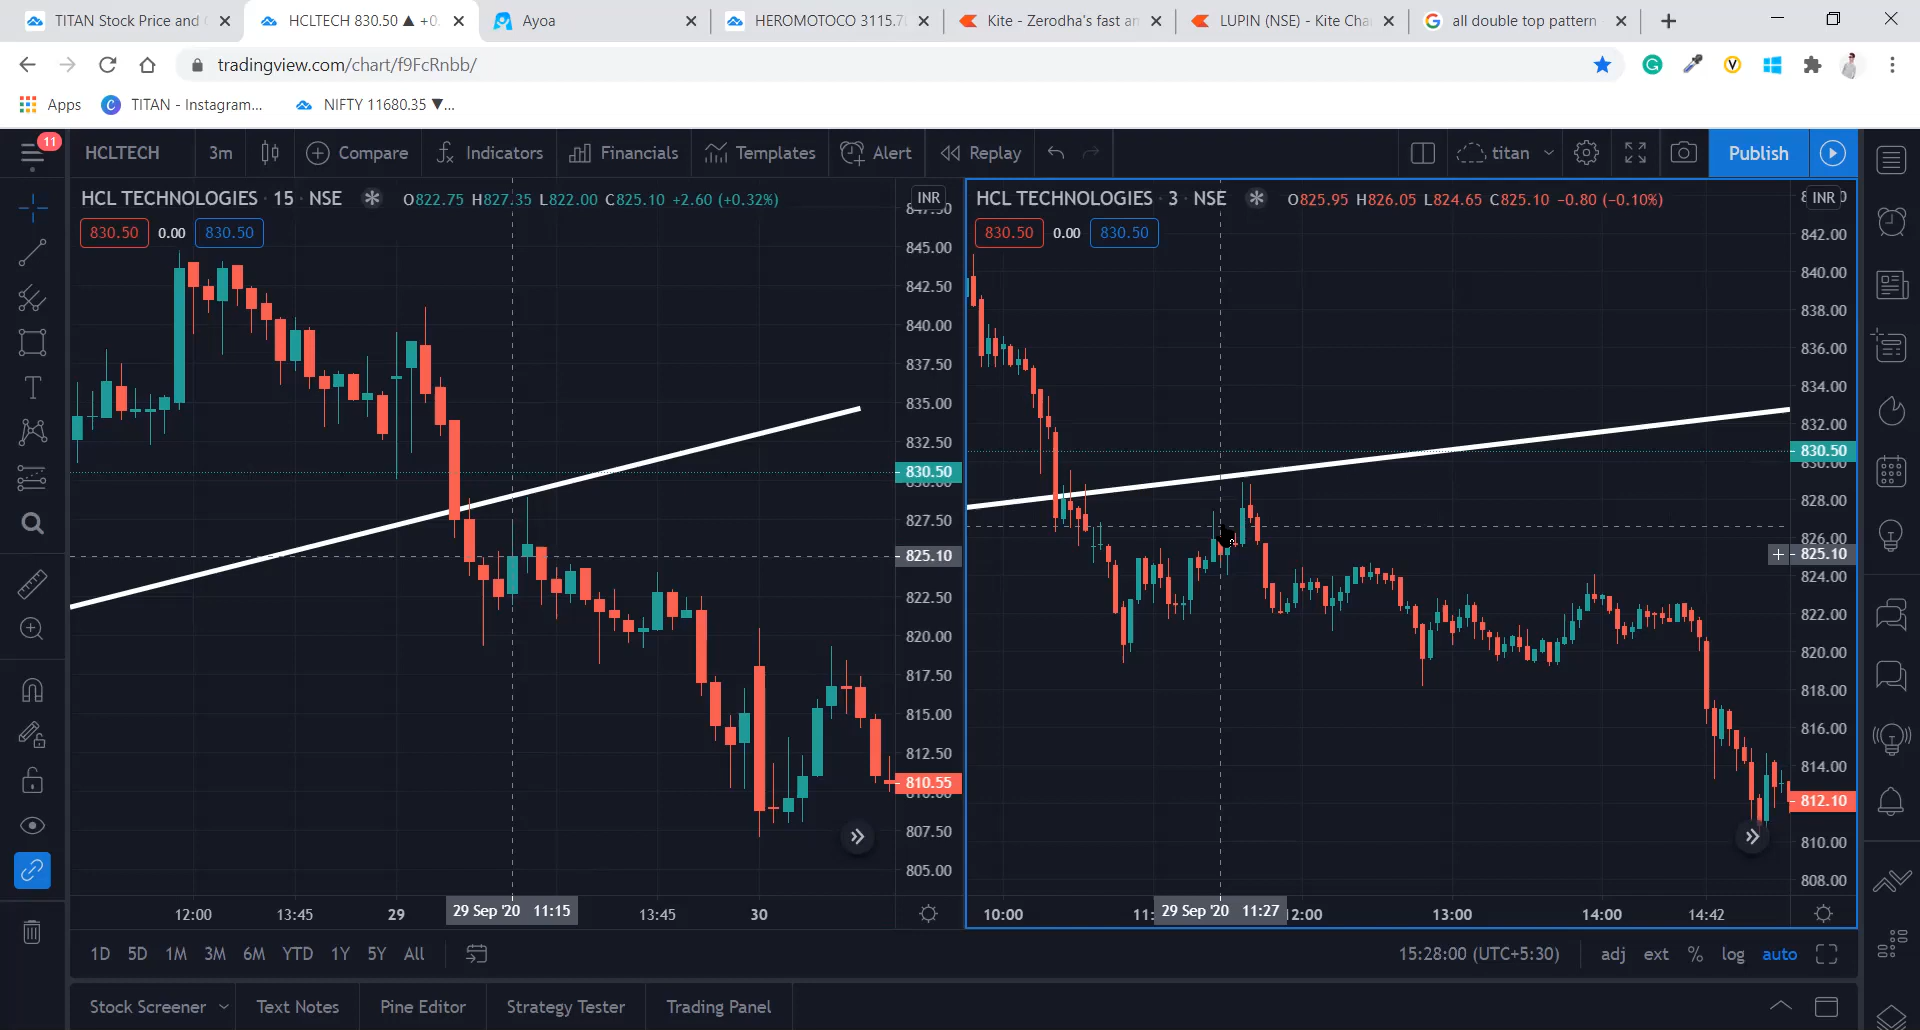 TITAN Stock Price and
HCLTECH 830.50 ▲ +0.
Ayoa
HEROMOTOCO 3115.7
Kite - Zerodha's fast an
LUPIN (NSE) - Kite Cha
all double top pattern
tradingview.com/chart/f9FcRnbb/
Apps
TITAN - Instagram...
NIFTY 11680.35 ▼...
11
HCLTECH
3m
Compare
Indicators
Financials
Templates
Alert
Replay
titan
Publish
HCL TECHNOLOGIES · 15 · NSE
O822.75 H827.35 L822.00 C825.10 +2.60 (+0.32%)
INR
830.50 0.00 830.50
845.00
842.50
840.00
837.50
835.00
832.50
830.50
827.50
825.10
822.50
820.00
817.50
815.00
812.50
810.55
807.50
805.00
12:00
13:45
29
29 Sep '20 11:15
13:45
30
HCL TECHNOLOGIES · 3 · NSE
O825.95 H826.05 L824.65 C825.10 −0.80 (−0.10%)
INR
830.50 0.00 830.50
842.00
840.00
838.00
836.00
834.00
832.00
830.50
830.00
828.00
826.00
825.10
824.00
822.00
820.00
818.00
816.00
814.00
812.10
810.00
808.00
10:00
11:
29 Sep '20 11:27
12:00
13:00
14:00
14:42
1D 5D 1M 3M 6M YTD 1Y 5Y All
15:28:00 (UTC+5:30)
adj ext % log auto
Stock Screener
Text Notes
Pine Editor
Strategy Tester
Trading Panel